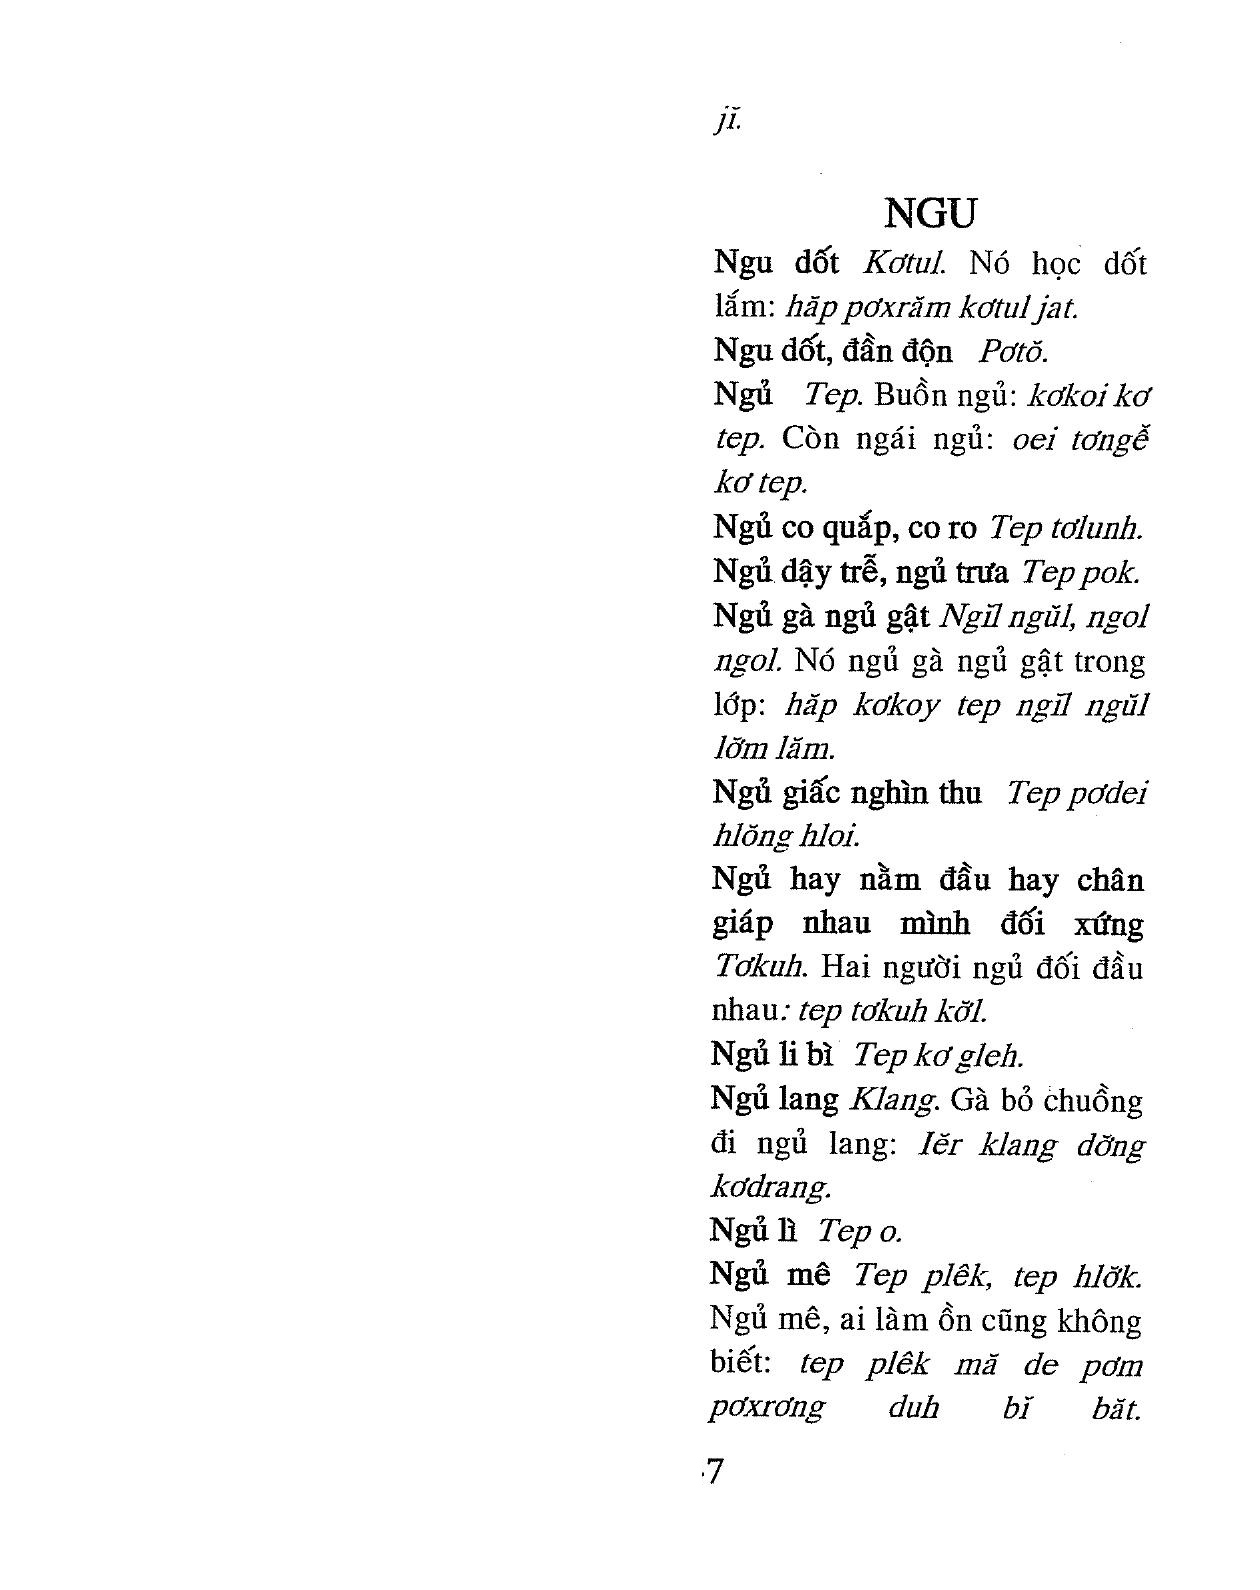 jĭ.
NGU
Ngu dốt Kơtul. Nó học dốt
lắm: hăp pơxrăm kơtul jat.
Ngu dốt, đần độn Pơtŏ.
Ngủ Tep. Buồn ngủ: kơkoi kơ
tep. Còn ngái ngủ: oei tơngê̆
kơ tep.
Ngủ co quắp, co ro Tep tơlunh.
Ngủ dậy trễ, ngủ trưa Tep pok.
Ngủ gà ngủ gật Ngĭl ngŭl, ngol
ngol. Nó ngủ gà ngủ gật trong
lớp: hăp kơkoy tep ngĭl ngŭl
lơ̆m lăm.
Ngủ giấc nghìn thu Tep pơdei
hlŏng hloi.
Ngủ hay nằm đầu hay chân
giáp nhau mình đối xứng
Tơkuh. Hai người ngủ đối đầu
nhau: tep tơkuh kơ̆l.
Ngủ li bì Tep kơ gleh.
Ngủ lang Klang. Gà bỏ chuồng
đi ngủ lang: Iĕr klang dơ̆ng
kơdrang.
Ngủ lì Tep o.
Ngủ mê Tep plêk, tep hlơ̆k.
Ngủ mê, ai làm ồn cũng không
biết: tep plêk mă de pơm
pơxrơng duh bĭ băt.
7